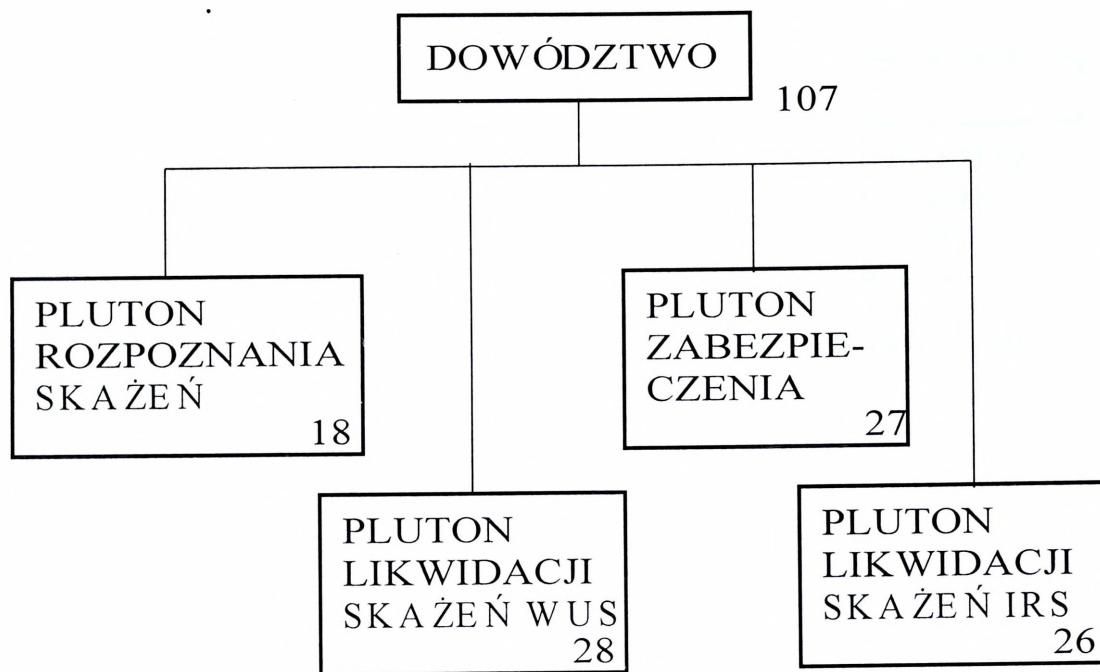 DOWÓDZTWO
107
PLUTON
ROZPOZNANIA
SKAŻEŃ
18
PLUTON
ZABEZPIE-
CZENIA
27
PLUTON
LIKWIDACJI
SKAŻEŃ WUS
28
PLUTON
LIKWIDACJI
SKAŻEŃ IRS
26